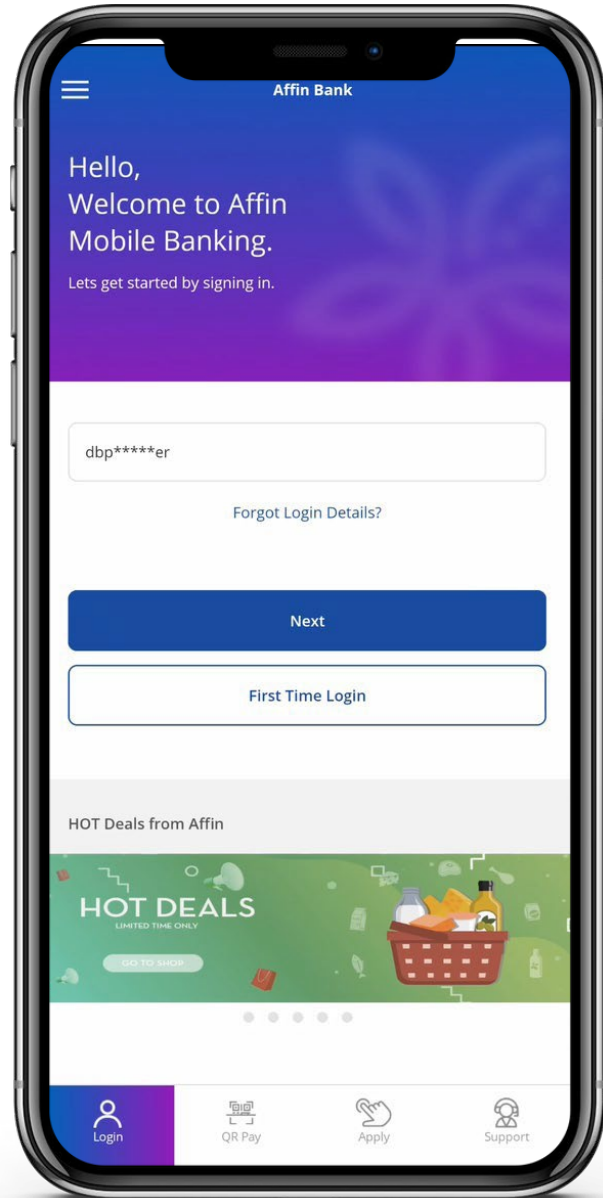 Affin Bank
Hello,
Welcome to Affin
Mobile Banking.
Lets get started by signing in.
dbp*****er
Forgot Login Details?
Next
First Time Login
HOT Deals from Affin
HOT DEALS
LIMITED TIME ONLY
GO TO SHOP
Login
QR Pay
Apply
Support